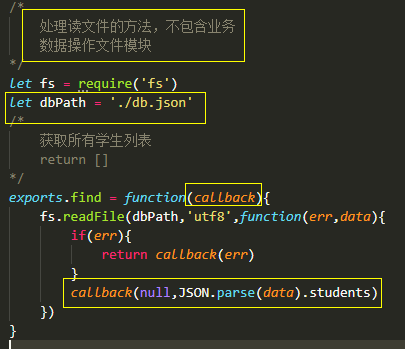 /*
处理读文件的方法，不包含业务
数据操作文件模块
*/
let fs = require('fs')
let dbPath = './db.json'
/*
获取所有学生列表
return []
*/
exports.find = function(callback){
fs.readFile(dbPath,'utf8',function(err,data){
if(err){
return callback(err)
}
callback(null,JSON.parse(data).students)
})
}